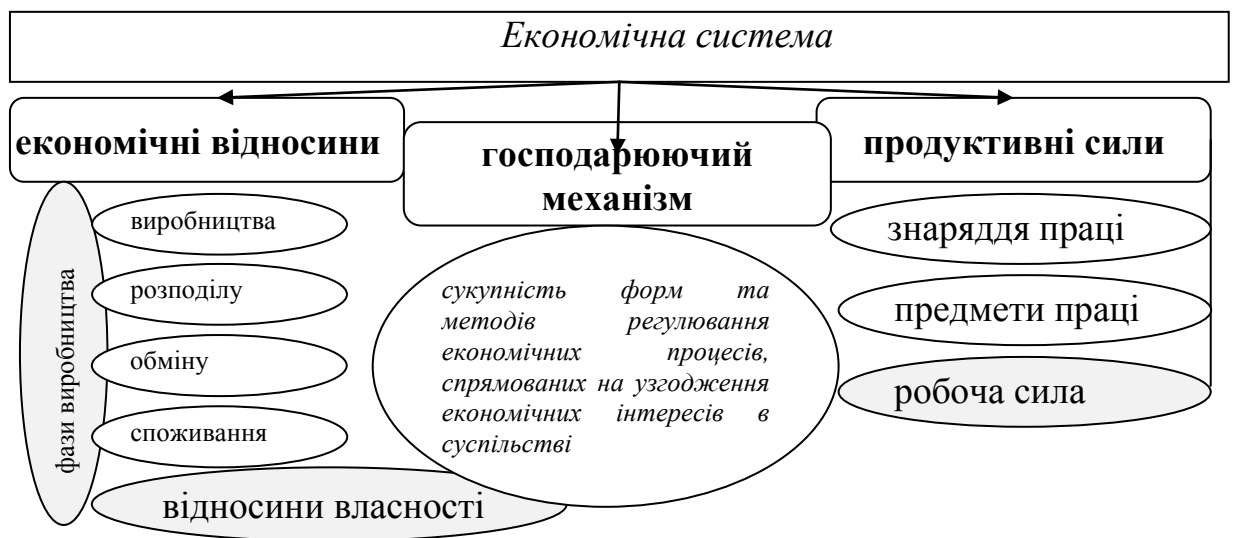 Економічна система
економічні відносини
господарюючий
механізм
продуктивні сили
фази виробництва
виробництва
розподілу
обміну
споживання
відносини власності
сукупність форм та
методів регулювання
економічних процесів,
спрямованих на узгодження
економічних інтересів в
суспільстві
знаряддя праці
предмети праці
робоча сила